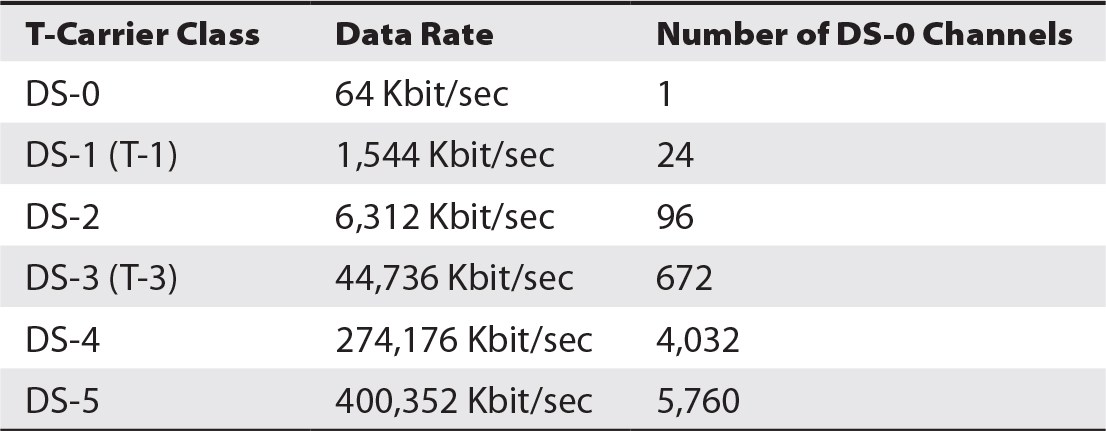 T-Carrier Class Data Rate Number of DS-0 Channels
DS-0 64 Kbit/sec 1
DS-1 (T-1) 1,544 Kbit/sec 24
DS-2 6,312 Kbit/sec 96
DS-3 (T-3) 44,736 Kbit/sec 672
DS-4 274,176 Kbit/sec 4,032
DS-5 400,352 Kbit/sec 5,760